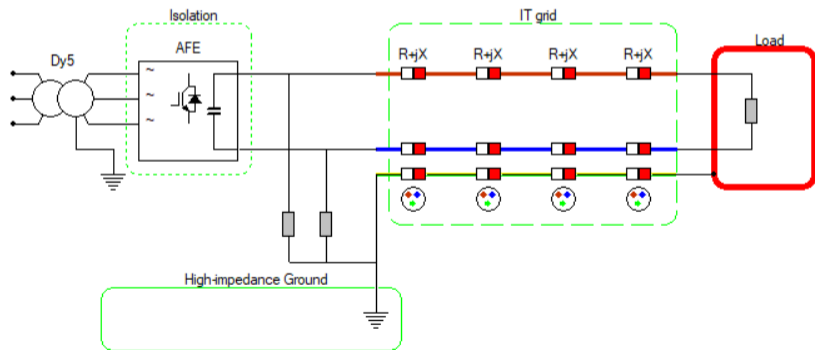 Isolation
IT grid
Dy5
AFE
R+jX
R+jX
R+jX
R+jX
Load
~
~
~
High-impedance Ground